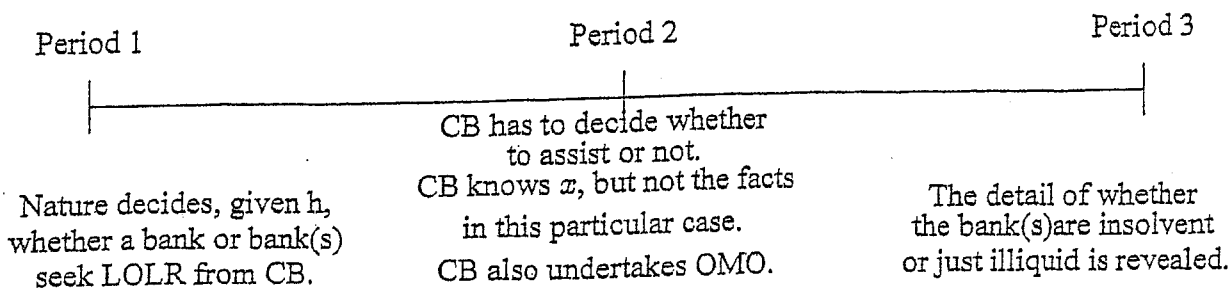 Period 1
Period 2
Period 3
CB has to decide whether
to assist or not.
CB knows x, but not the facts
in this particular case.
CB also undertakes OMO.
Nature decides, given h,
whether a bank or bank(s)
seek LOLR from CB.
The detail of whether
the bank(s)are insolvent
or just illiquid is revealed.